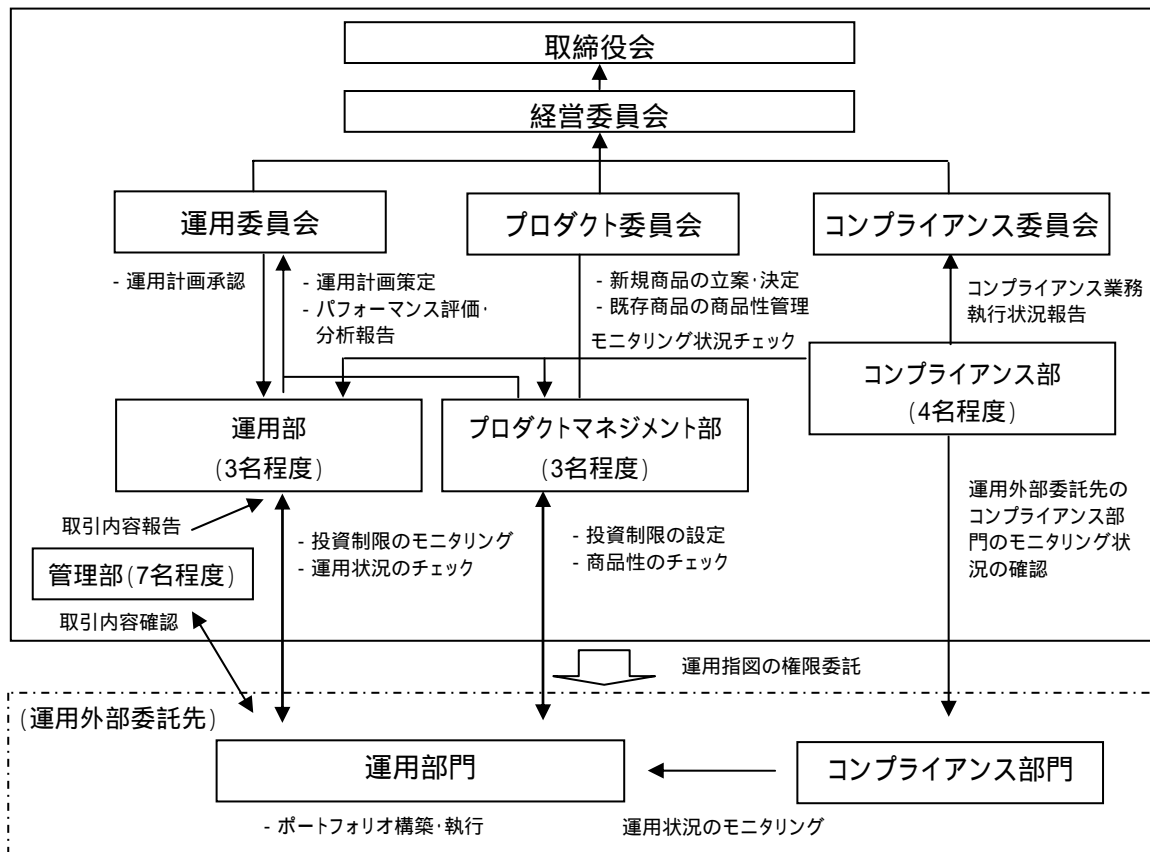 取締役会
経営委員会
運用委員会
プロダクト委員会
コンプライアンス委員会
- 運用計画承認
- 運用計画策定
- パフォーマンス評価・
分析報告
- 新規商品の立案・決定
- 既存商品の商品性管理
コンプライアンス業務
執行状況報告
モニタリング状況チェック
運用部
(3名程度)
プロダクトマネジメント部
(3名程度)
コンプライアンス部
(4名程度)
取引内容報告
管理部(7名程度)
取引内容確認
- 投資制限のモニタリング
- 運用状況のチェック
- 投資制限の設定
- 商品性のチェック
運用外部委託先の
コンプライアンス部
門のモニタリング状
況の確認
運用指図の権限委託
(運用外部委託先)
運用部門
コンプライアンス部門
- ポートフォリオ構築・執行
運用状況のモニタリング